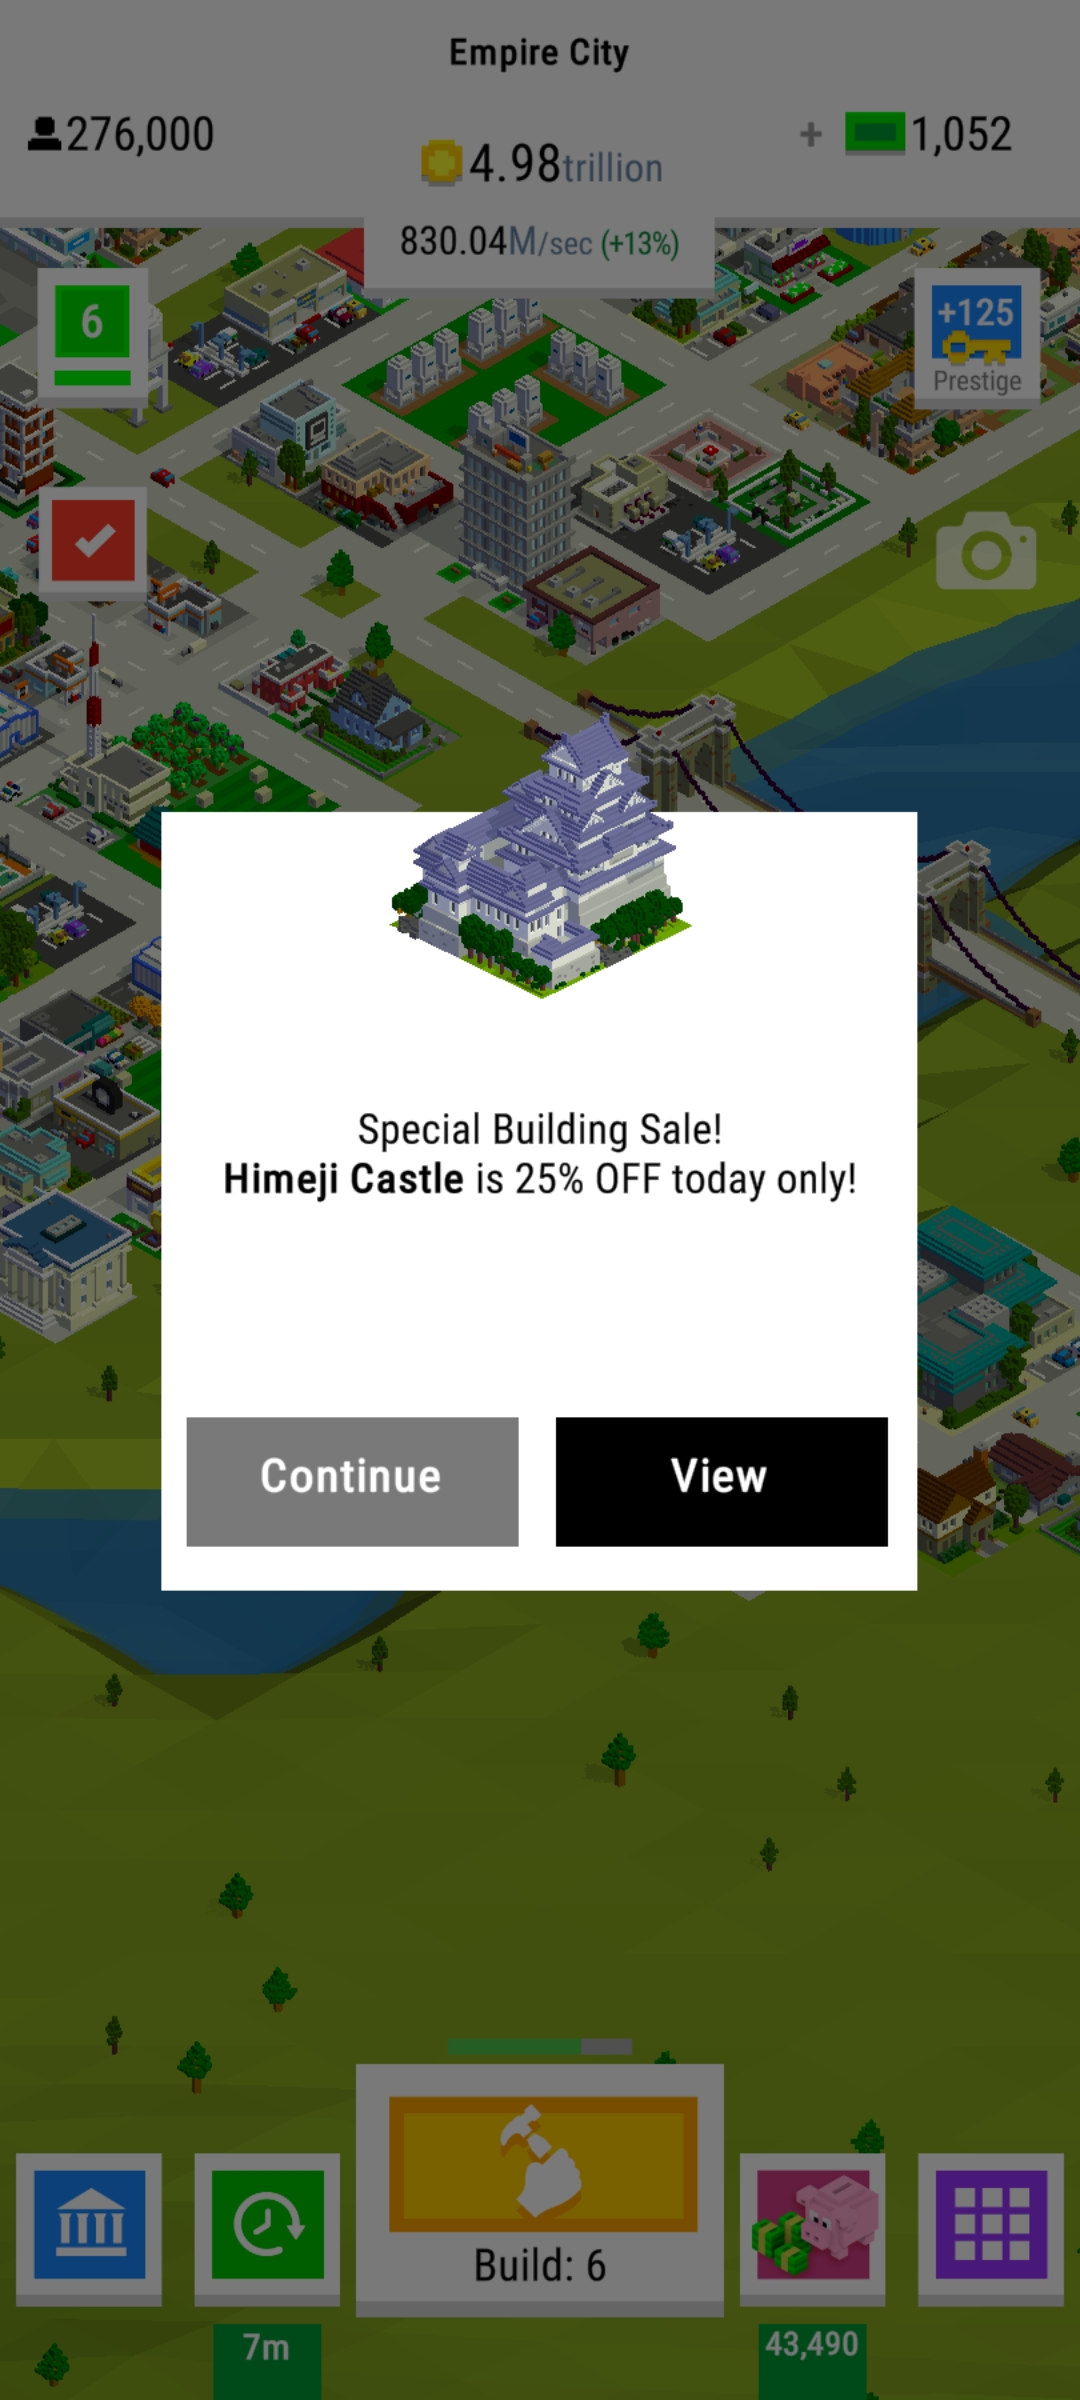 Empire City
276,000
4.98trillion
+ 1,052
830.04M/sec (+13%)
6
+125
Prestige
Special Building Sale!
Himeji Castle is 25% OFF today only!
Continue
View
Build: 6
7m
43,490